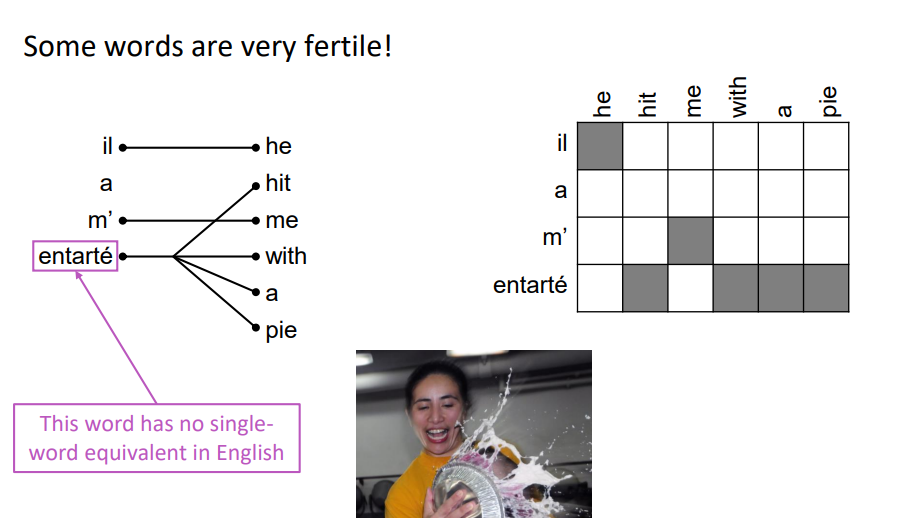 Some words are very fertile!
il
a
m’
entarté
he
hit
me
with
a
pie
This word has no single-
word equivalent in English
he
hit
me
with
a
pie
il
a
m’
entarté